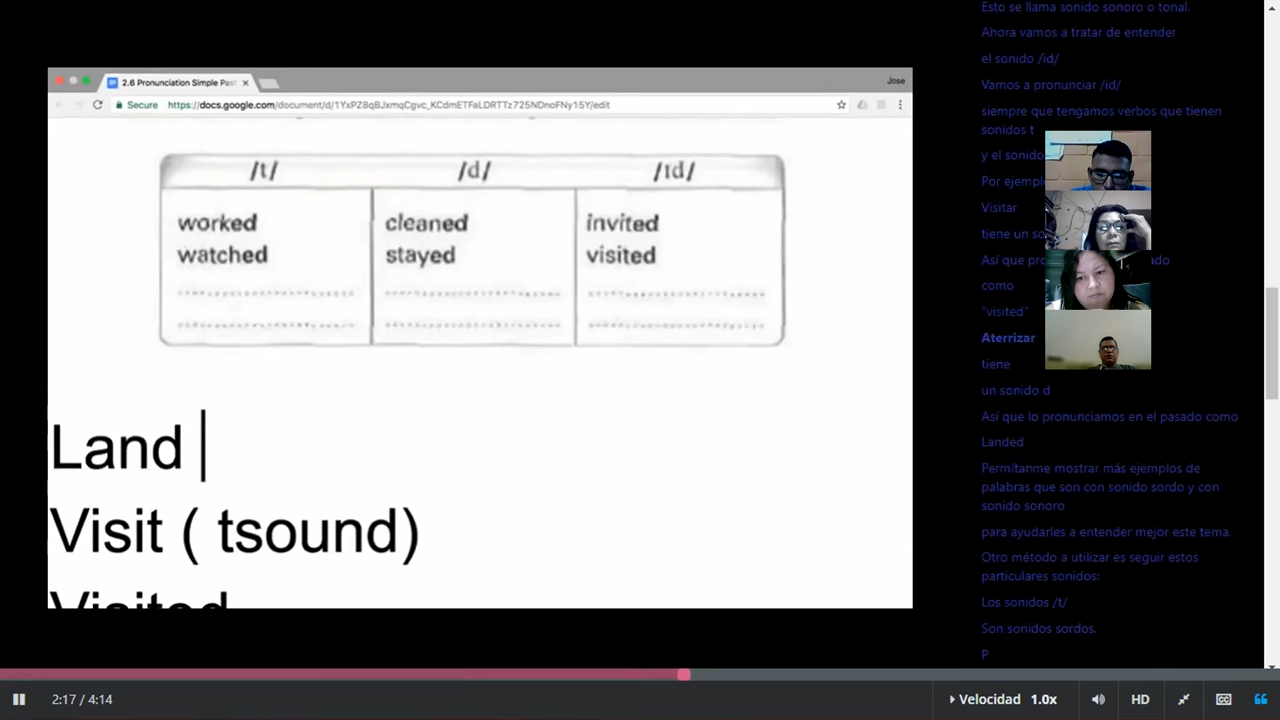 2.6 Pronunciation Simple Pas
Jose
Secure
https://docs.google.com/document/d/1YxPZ8qBJxmqCgvc_KCdmETFaLDRTTz725NDnoFNy15Y/edit
/t/ /d/ /ɪd/
worked cleaned invited
watched stayed visited
Land
Visit ( tsound)
Visited
Esto se llama sonido sonoro o tonal.
Ahora vamos a tratar de entender
el sonido /id/
Vamos a pronunciar /id/
siempre que tengamos verbos que tienen
sonidos t
y el sonido
Por ejempl
Visitar
tiene un so
Así que pro ado
como
"visited"
Aterrizar
tiene
un sonido d
Así que lo pronunciamos en el pasado como
Landed
Permítanme mostrar más ejemplos de
palabras que son con sonido sordo y con
sonido sonoro
para ayudarles a entender mejor este tema.
Otro método a utilizar es seguir estos
particulares sonidos:
Los sonidos /t/
Son sonidos sordos.
p
2:17 / 4:14
Velocidad 1.0x
HD
CC